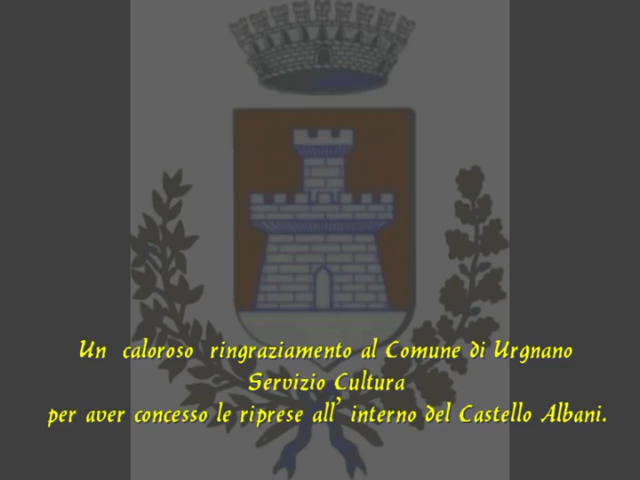 Un caloroso ringraziamento al Comune di Urgnano
Servizio Cultura
per aver concesso le riprese all' interno del Castello Albani.